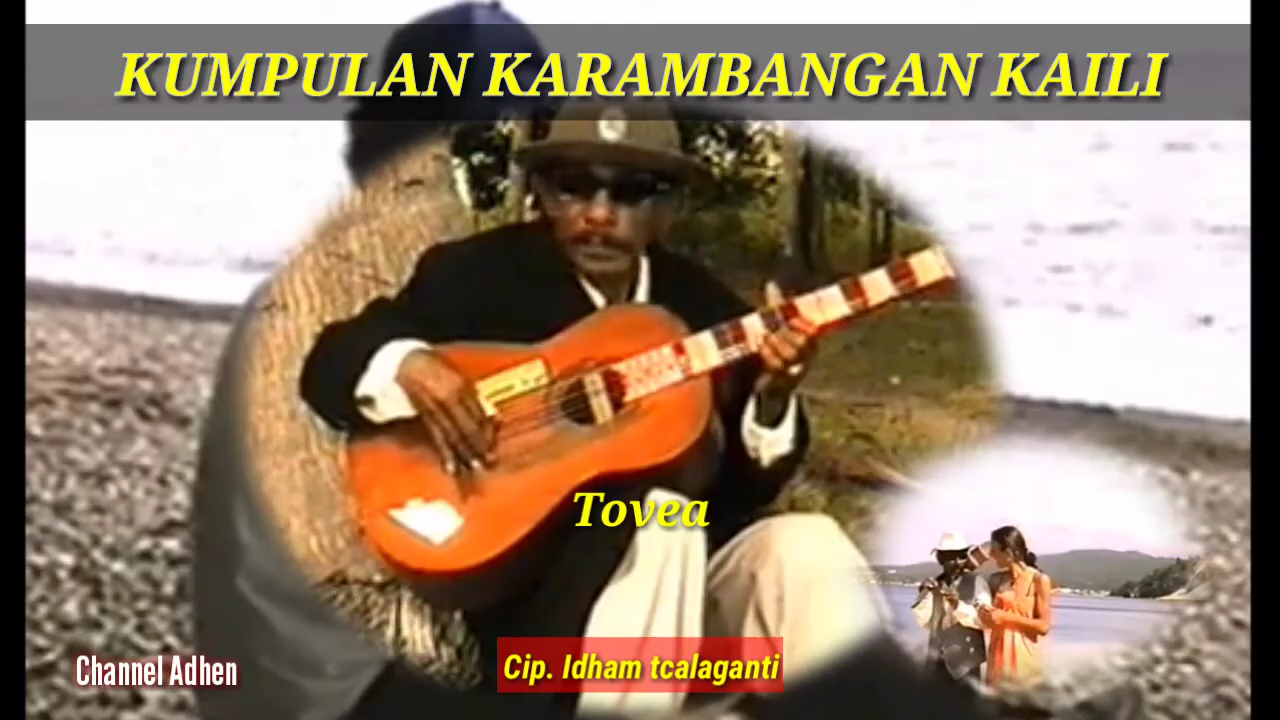 KUMPULAN KARAMBANGAN KAILI
Tovea
Cip. Idham tcalaganti
Channel Adhen